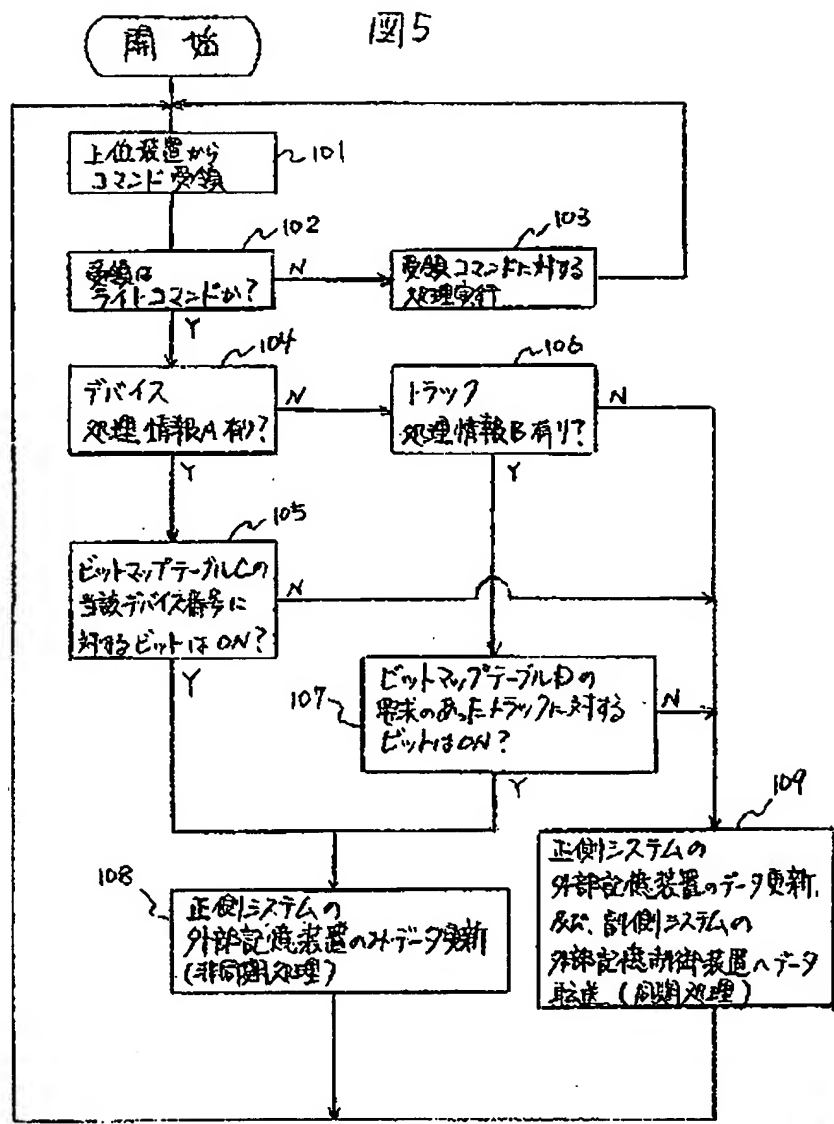 図5
開始
上位装置から
コマンド受領
101
102
受領は
ライトコマンドか?
N
Y
103
受領コマンドに対する
処理実行
104
デバイス
処理情報A有り?
N
Y
106
トラック
処理情報B有り?
N
Y
105
ビットマップテーブルCの
当該デバイス番号に
対するビットはON?
N
Y
107
ビットマップテーブルDの
要求のあったトラックに対する
ビットはON?
N
Y
108
正側システムの
外部記憶装置のみデータ更新
(非同期処理)
109
正側システムの
外部記憶装置のデータ更新,
及び、副側システムの
外部記憶制御装置へデータ
転送 (同期処理)